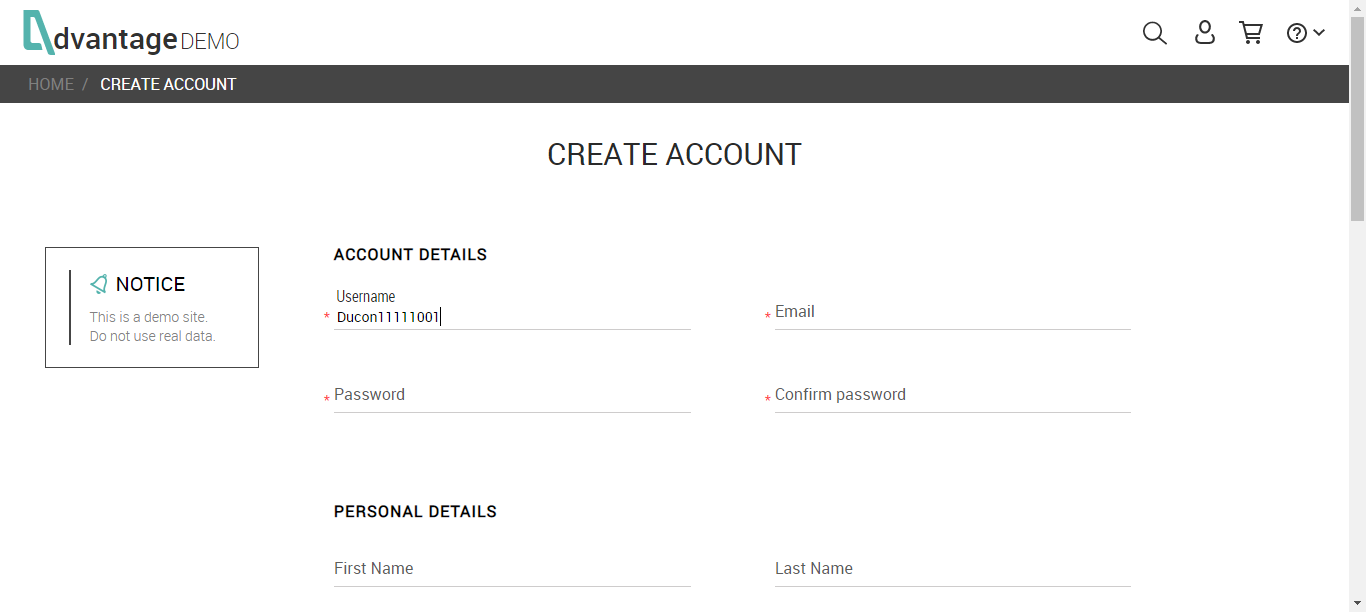 dvantage DEMO
HOME / CREATE ACCOUNT
CREATE ACCOUNT
NOTICE
This is a demo site.
Do not use real data.
ACCOUNT DETAILS
Username
* Ducon11111001
* Email
* Password
* Confirm password
PERSONAL DETAILS
First Name
Last Name